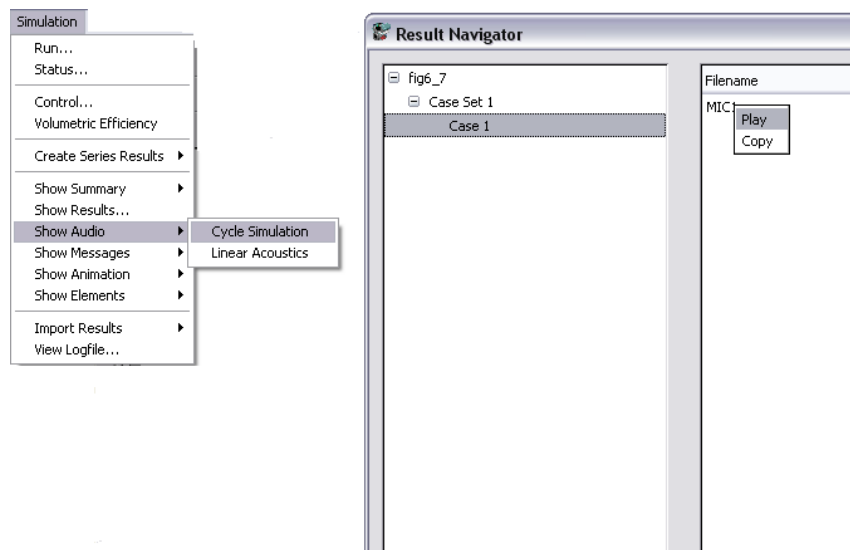 Simulation
Run...
Status...
Control...
Volumetric Efficiency
Create Series Results
Show Summary
Show Results...
Show Audio
Show Messages
Show Animation
Show Elements
Import Results
View Logfile...
Cycle Simulation
Linear Acoustics
Result Navigator
fig6_7
Case Set 1
Case 1
Filename
MIC1
Play
Copy